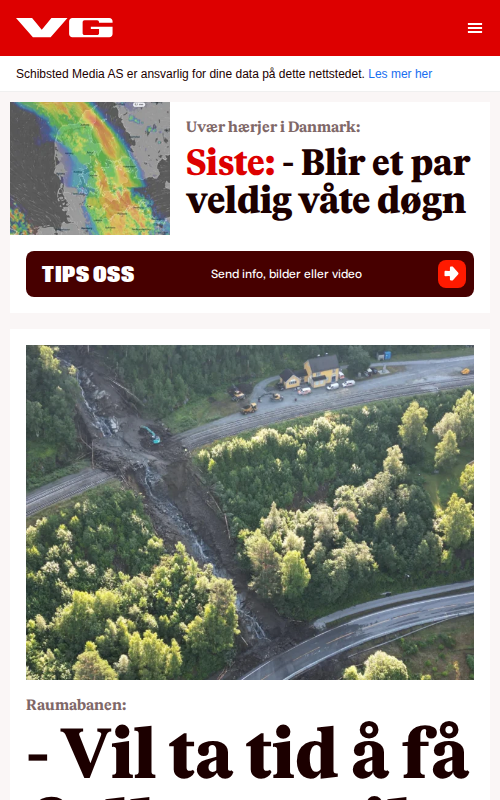 VG
Schibsted Media AS er ansvarlig for dine data på dette nettstedet. Les mer her
Uvær hærjer i Danmark:
Siste: - Blir et par
veldig våte døgn
TIPS OSS
Send info, bilder eller video
Raumabanen:
- Vil ta tid å få